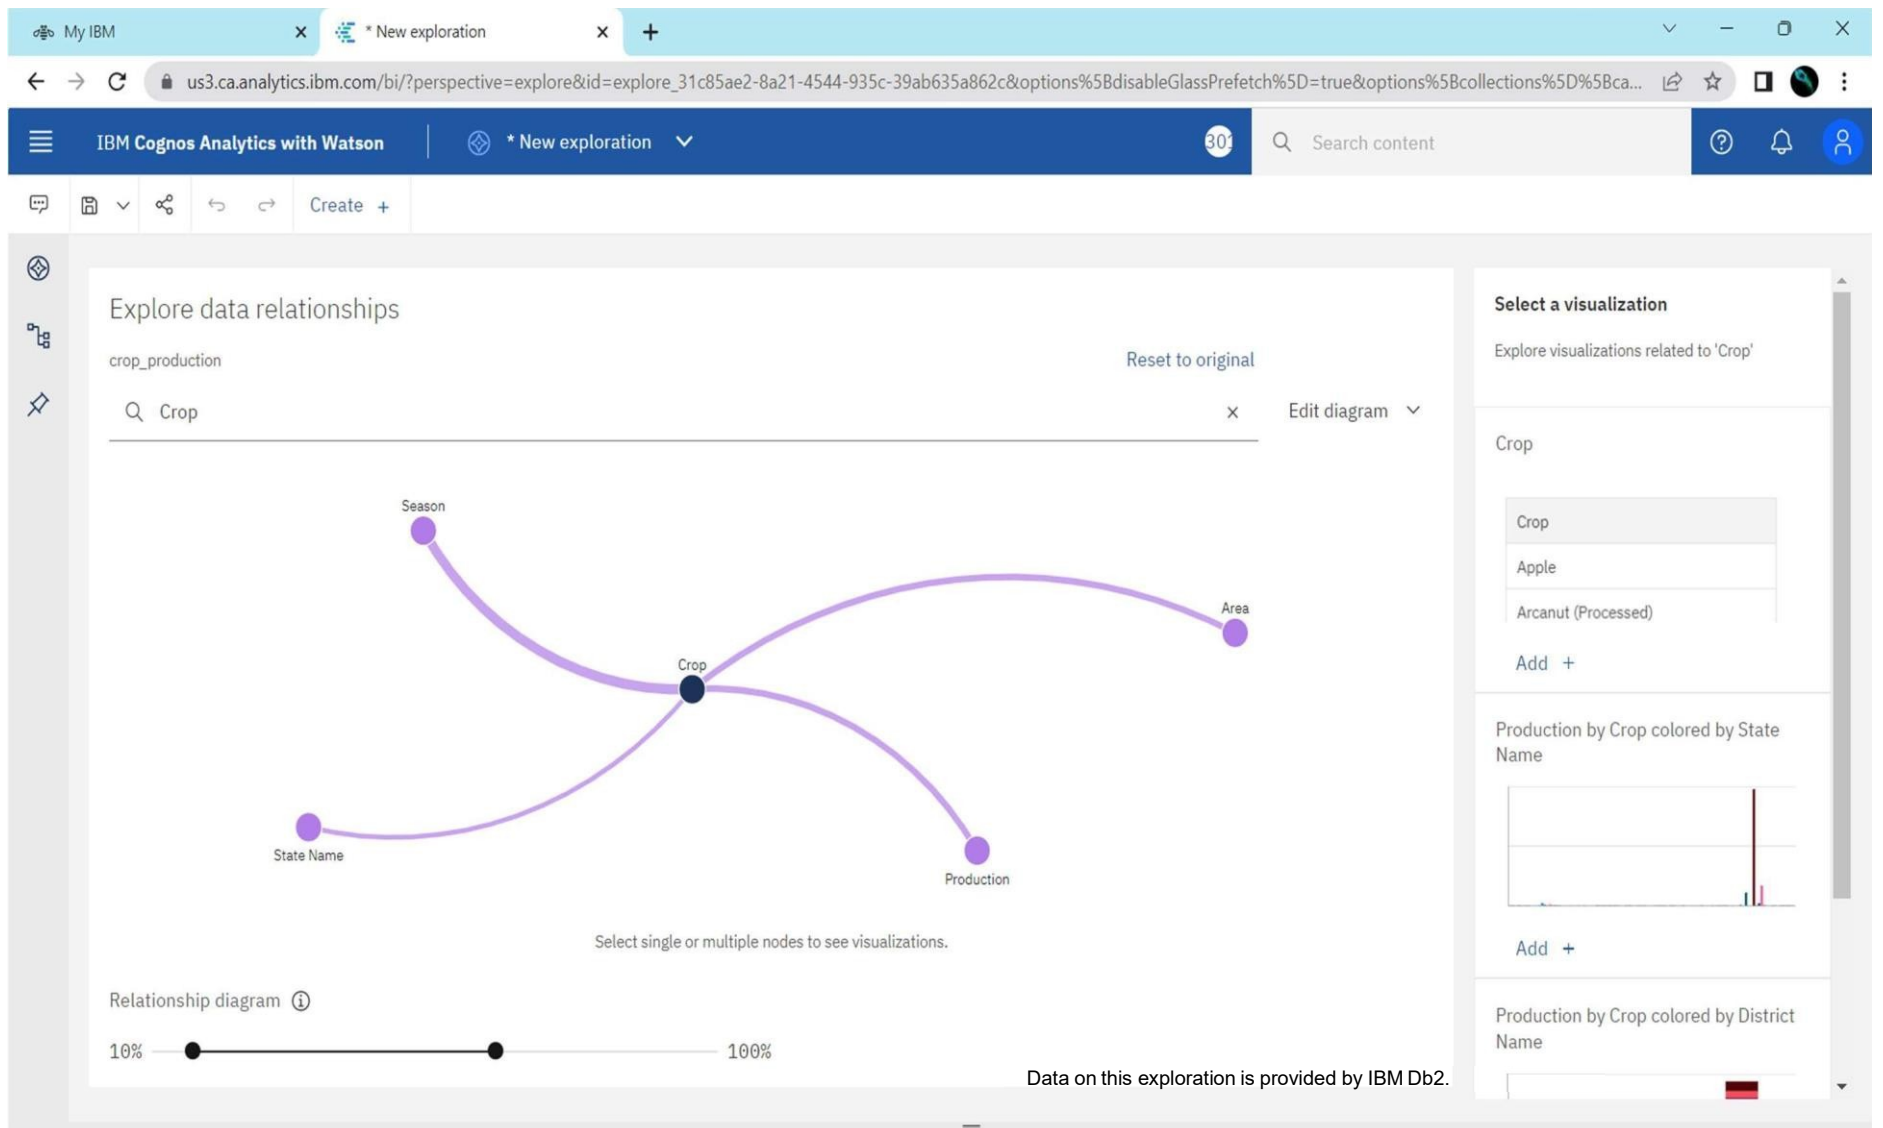 My IBM
* New exploration
us3.ca.analytics.ibm.com/bi/?perspective=explore&id=explore_31c85ae2-8a21-4544-935c-39ab635a862c&options%5BdisableGlassPrefetch%5D=true&options%5Bcollections%5D%5Bca...
IBM Cognos Analytics with Watson
* New exploration
301
Search content
Create +
Explore data relationships
crop_production
Reset to original
Crop
Edit diagram
Season
Area
Crop
State Name
Production
Select single or multiple nodes to see visualizations.
Relationship diagram
10%
100%
Data on this exploration is provided by IBM Db2.
Select a visualization
Explore visualizations related to 'Crop'
Crop
Crop
Apple
Arcanut (Processed)
Add +
Production by Crop colored by State
Name
Add +
Production by Crop colored by District
Name